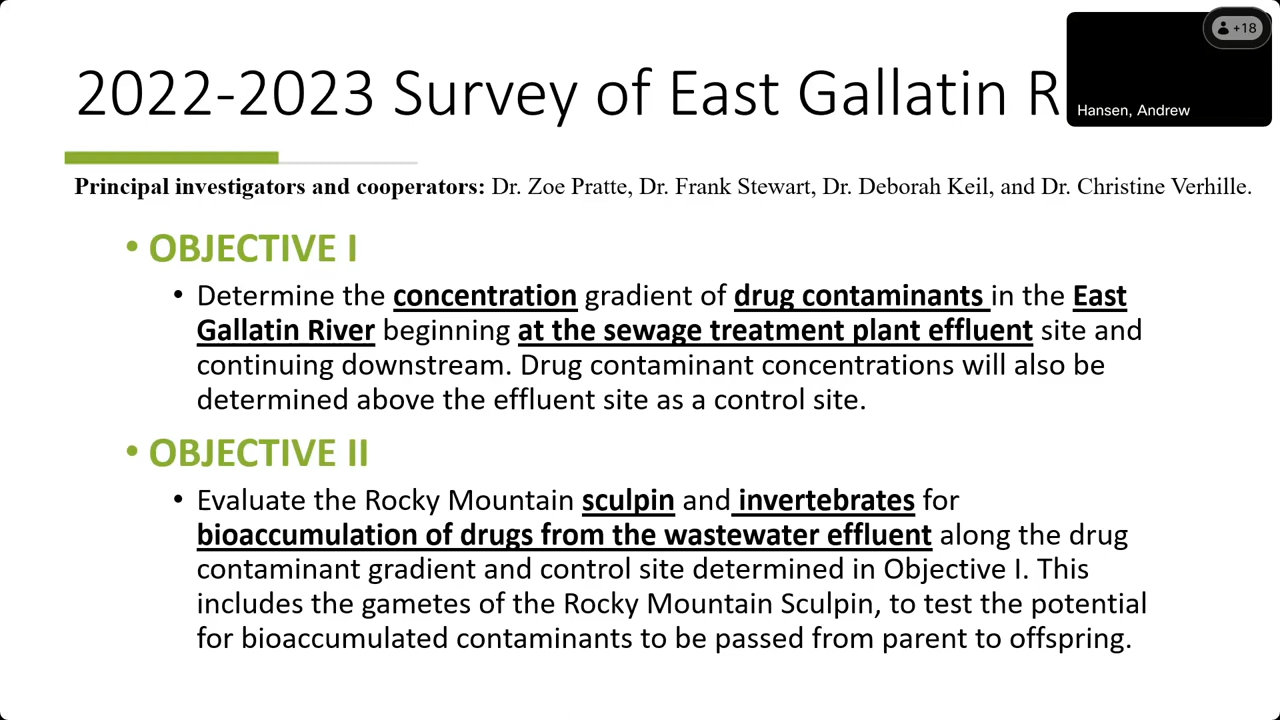 +18
2022-2023 Survey of East Gallatin R
Hansen, Andrew
Principal investigators and cooperators: Dr. Zoe Pratte, Dr. Frank Stewart, Dr. Deborah Keil, and Dr. Christine Verhille.
• OBJECTIVE I
• Determine the concentration gradient of drug contaminants in the East
Gallatin River beginning at the sewage treatment plant effluent site and
continuing downstream. Drug contaminant concentrations will also be
determined above the effluent site as a control site.
• OBJECTIVE II
• Evaluate the Rocky Mountain sculpin and invertebrates for
bioaccumulation of drugs from the wastewater effluent along the drug
contaminant gradient and control site determined in Objective I. This
includes the gametes of the Rocky Mountain Sculpin, to test the potential
for bioaccumulated contaminants to be passed from parent to offspring.